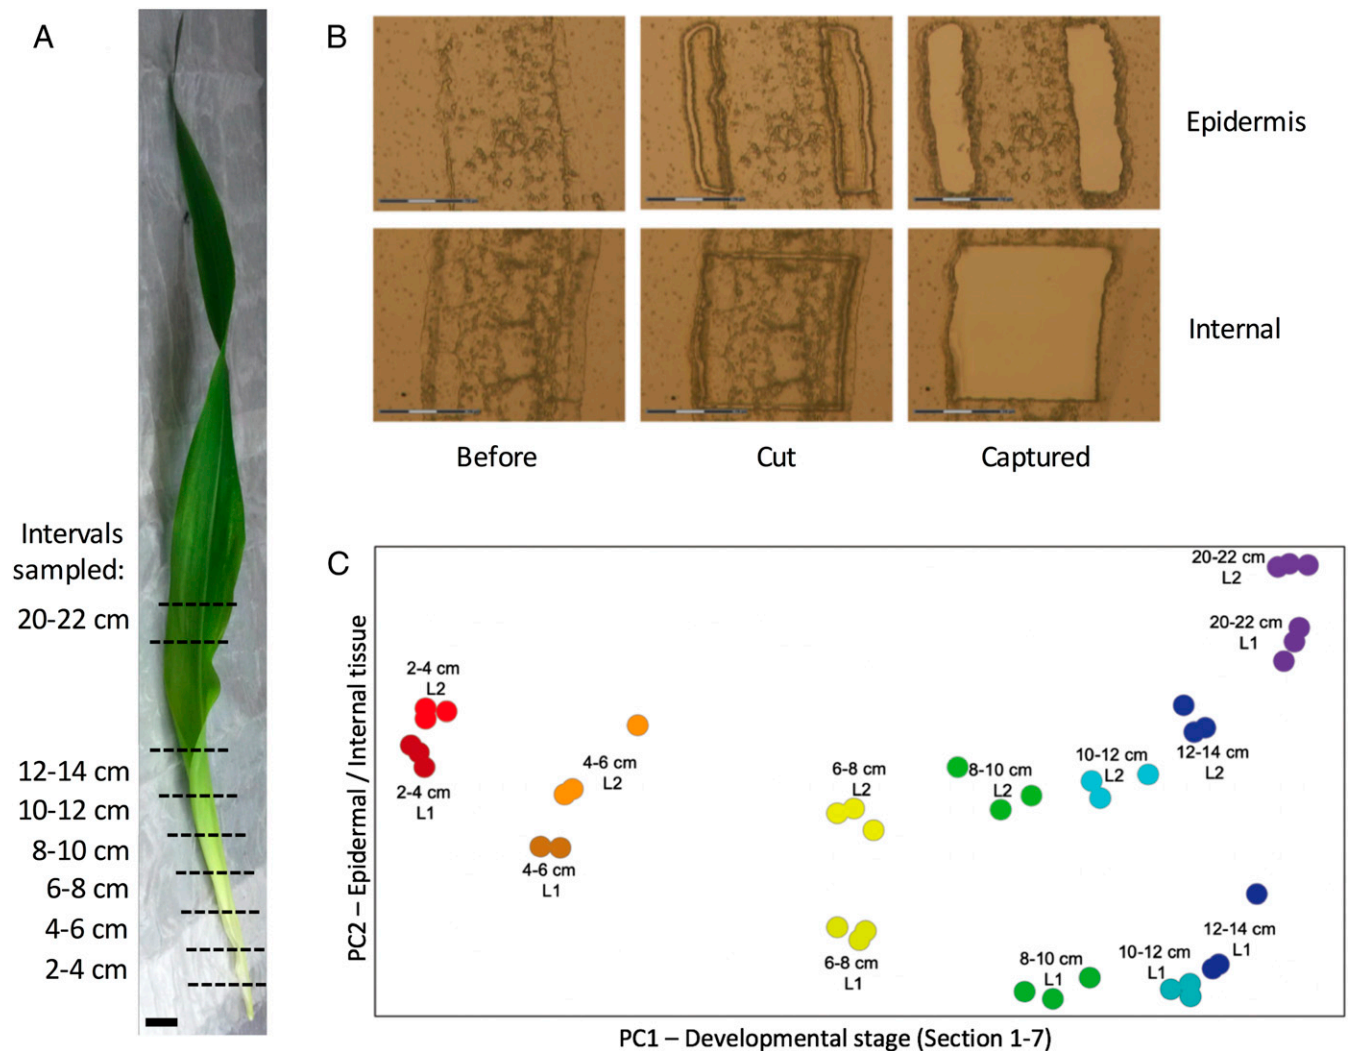 A
Intervals
sampled:
20-22 cm
12-14 cm
10-12 cm
8-10 cm
6-8 cm
4-6 cm
2-4 cm
B
Epidermis
Internal
Before
Cut
Captured
C
PC2 – Epidermal / Internal tissue
20-22 cm
L2
20-22 cm
L1
2-4 cm
L2
2-4 cm
L1
4-6 cm
L2
4-6 cm
L1
6-8 cm
L2
6-8 cm
L1
8-10 cm
L2
8-10 cm
L1
10-12 cm
L2
10-12 cm
L1
12-14 cm
L2
12-14 cm
L1
PC1 – Developmental stage (Section 1-7)